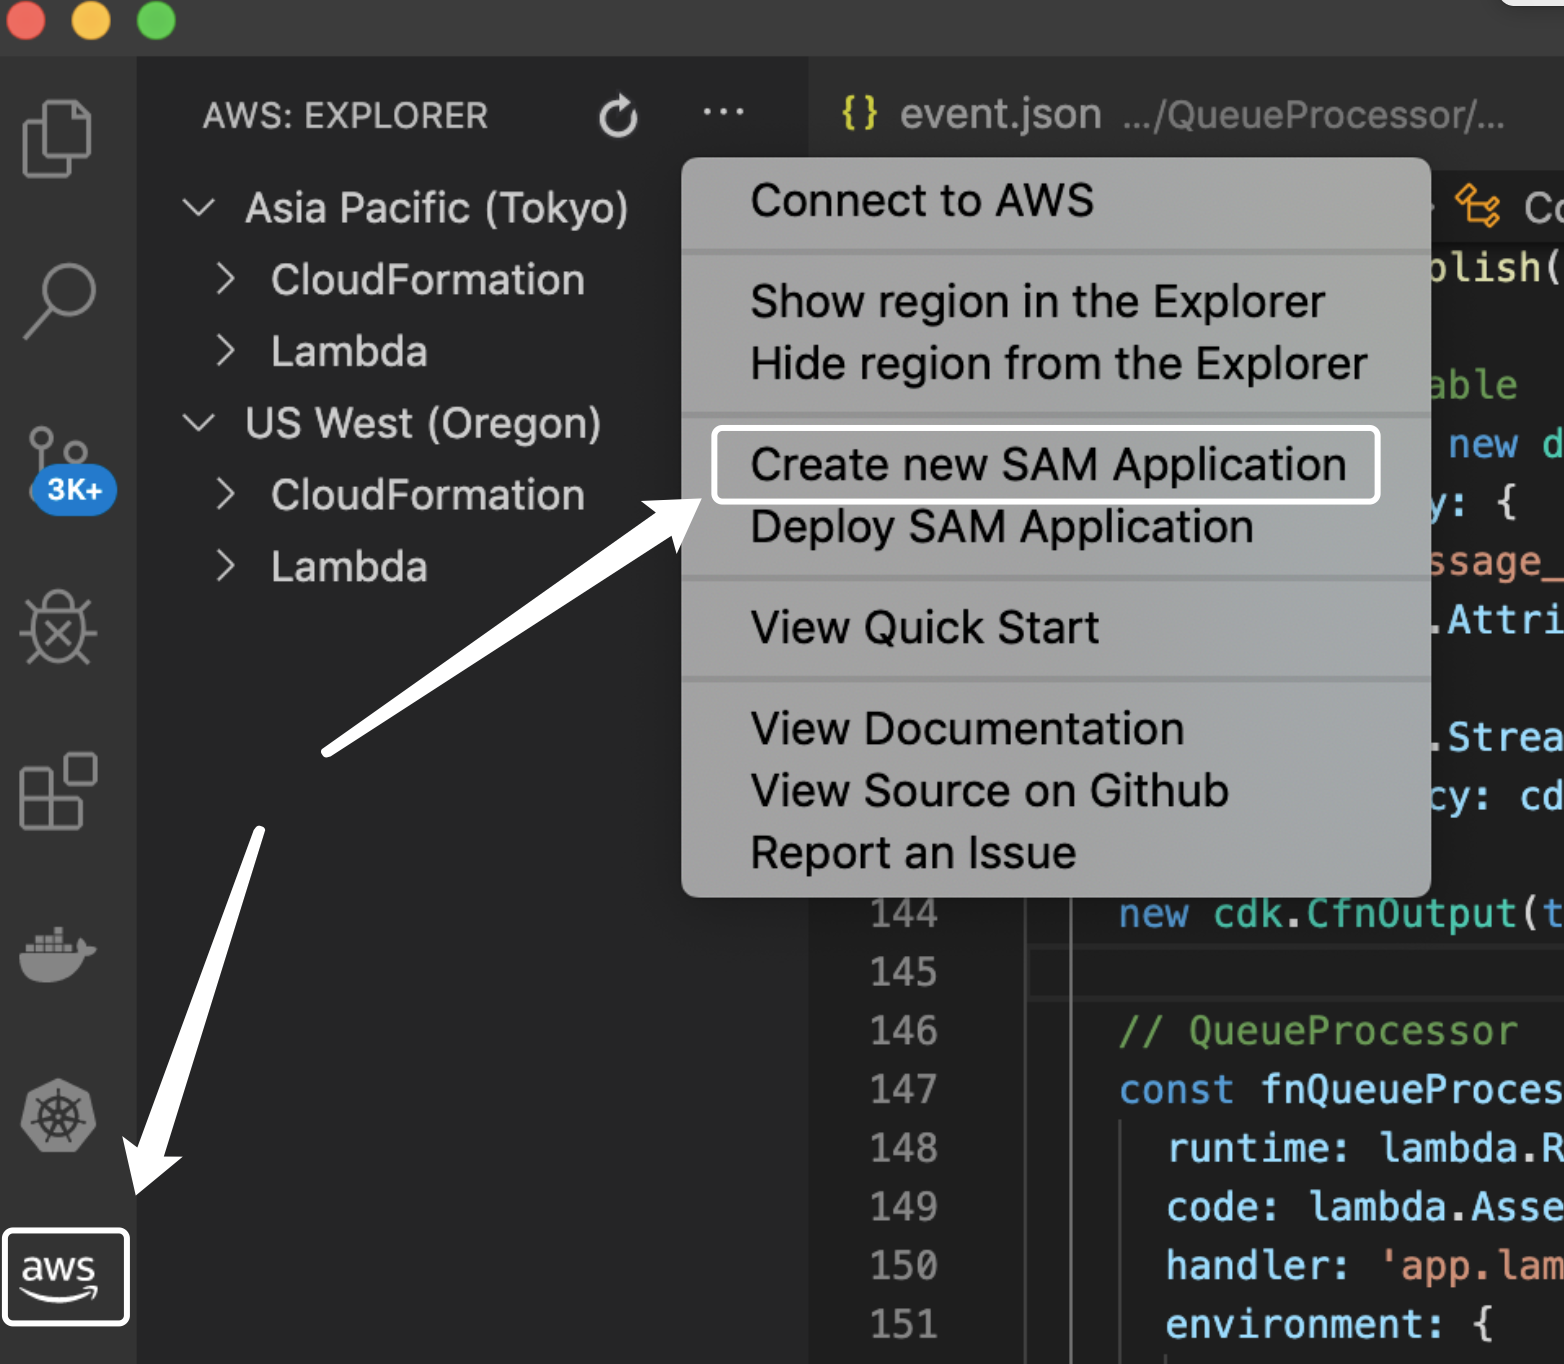 AWS: EXPLORER
Asia Pacific (Tokyo)
CloudFormation
Lambda
US West (Oregon)
CloudFormation
Lambda
3K+
aws
{} event.json .../QueueProcessor/...
Connect to AWS
Show region in the Explorer
Hide region from the Explorer
Create new SAM Application
Deploy SAM Application
View Quick Start
View Documentation
View Source on Github
Report an Issue
Co
blish(
able
new d
y: {
ssage_
.Attri
.Strea
cy: cd
144 new cdk.CfnOutput(t
145
146 // QueueProcessor
147 const fnQueueProces
148 runtime: lambda.R
149 code: lambda.Asse
150 handler: 'app.lam
151 environment: {